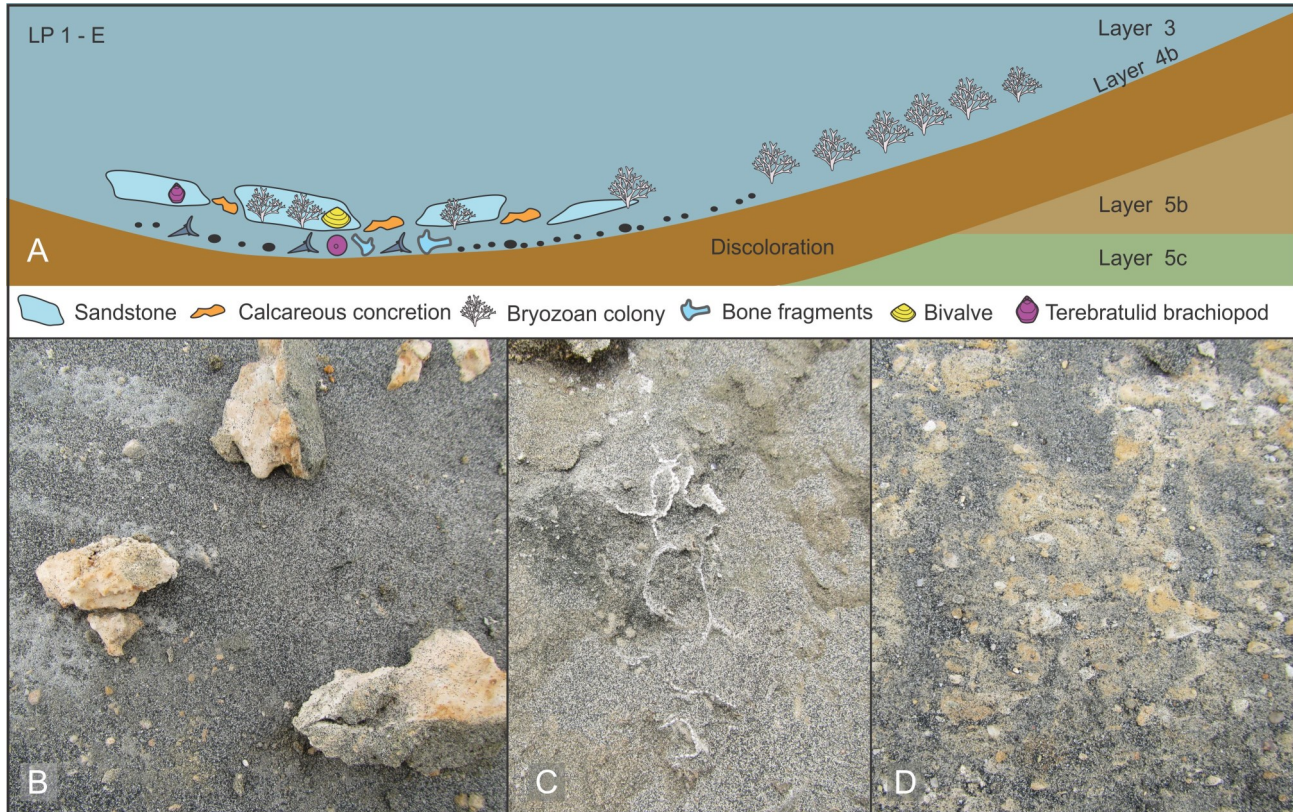 LP 1 - E
Layer 3
Layer 4b
Layer 5b
Discoloration
Layer 5c
A
Sandstone
Calcareous concretion
Bryozoan colony
Bone fragments
Bivalve
Terebratulid brachiopod
B
C
D